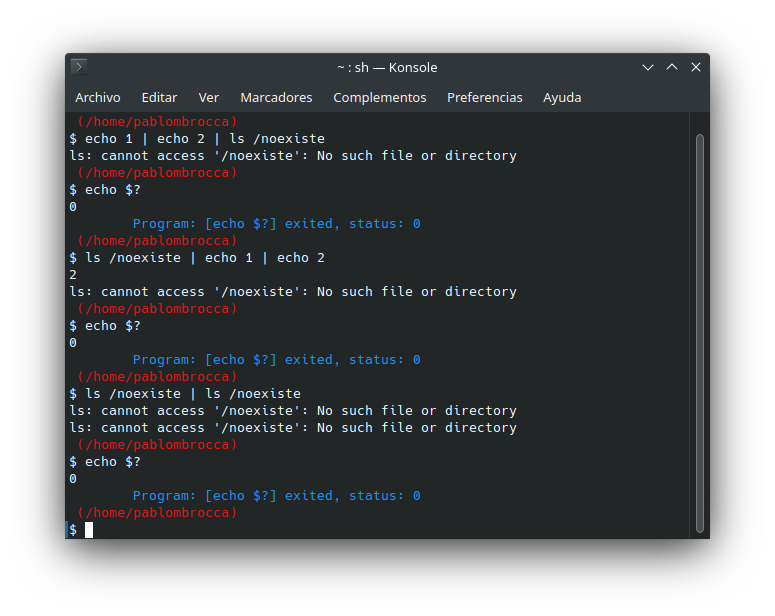 ~ : sh — Konsole
Archivo Editar Ver Marcadores Complementos Preferencias Ayuda
(/home/pablombrocca)
$ echo 1 | echo 2 | ls /noexiste
ls: cannot access '/noexiste': No such file or directory
(/home/pablombrocca)
$ echo $?
0
Program: [echo $?] exited, status: 0
(/home/pablombrocca)
$ ls /noexiste | echo 1 | echo 2
2
ls: cannot access '/noexiste': No such file or directory
(/home/pablombrocca)
$ echo $?
0
Program: [echo $?] exited, status: 0
(/home/pablombrocca)
$ ls /noexiste | ls /noexiste
ls: cannot access '/noexiste': No such file or directory
ls: cannot access '/noexiste': No such file or directory
(/home/pablombrocca)
$ echo $?
0
Program: [echo $?] exited, status: 0
(/home/pablombrocca)
$